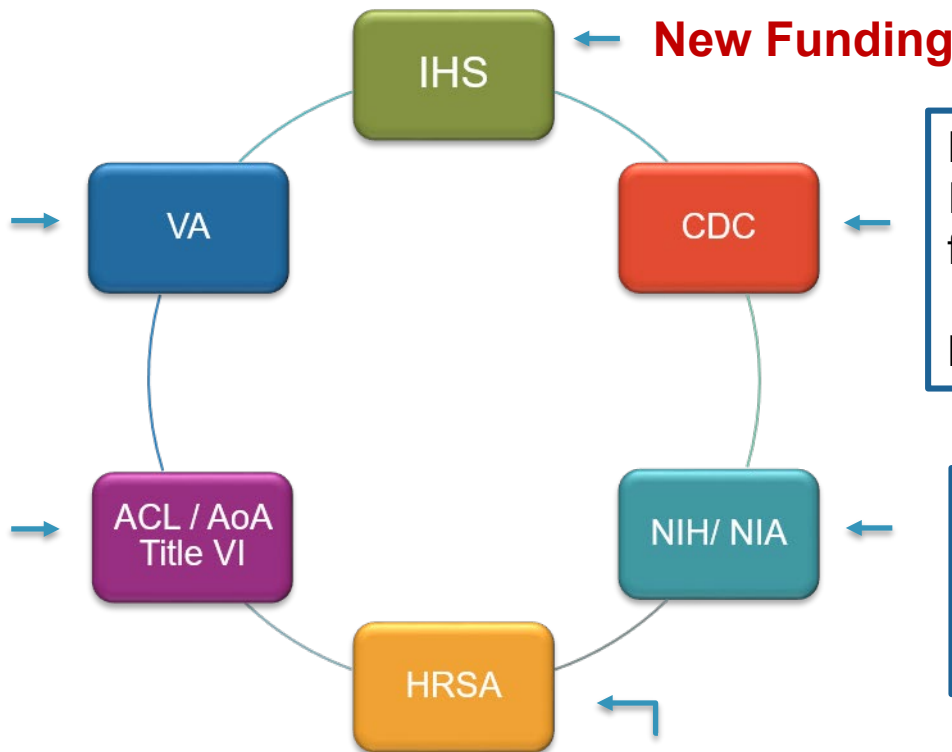 New Funding
IHS
VA
CDC
ACL / AoA
Title VI
NIH/ NIA
HRSA